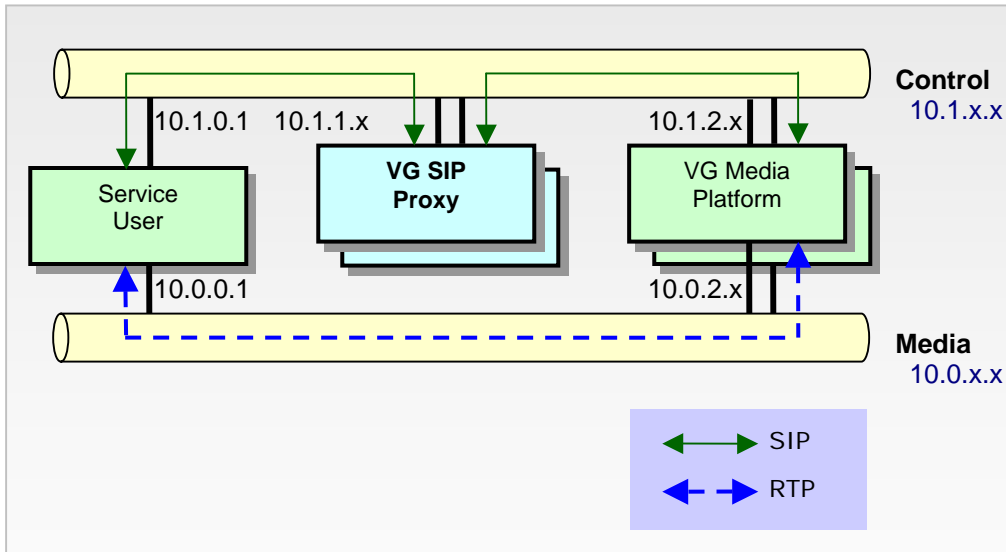 Control
10.1.x.x
10.1.0.1
10.1.1.x
10.1.2.x
Service
User
VG SIP
Proxy
VG Media
Platform
10.0.0.1
10.0.2.x
Media
10.0.x.x
SIP
RTP